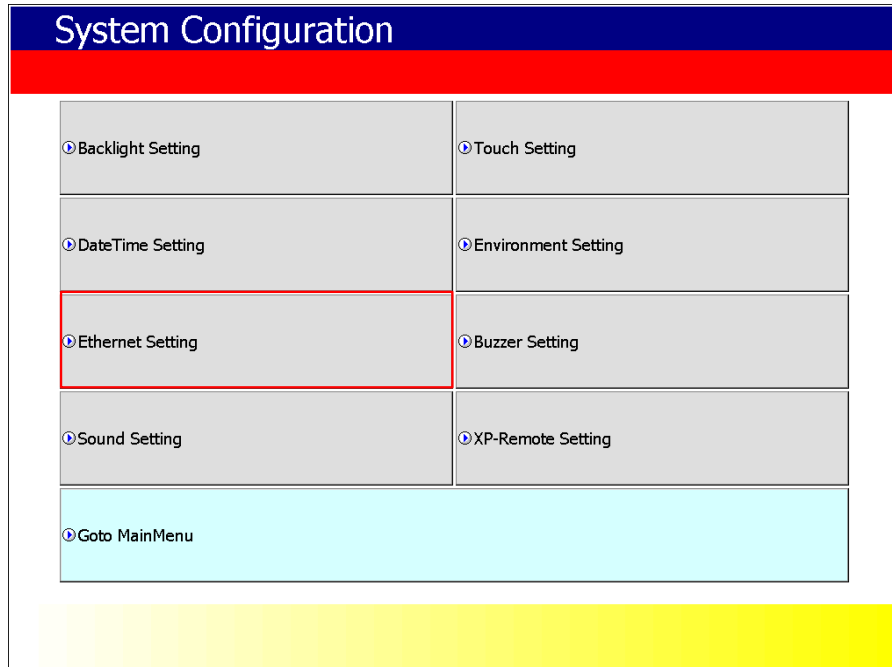 System Configuration
Backlight Setting
Touch Setting
DateTime Setting
Environment Setting
Ethernet Setting
Buzzer Setting
Sound Setting
XP-Remote Setting
Goto MainMenu